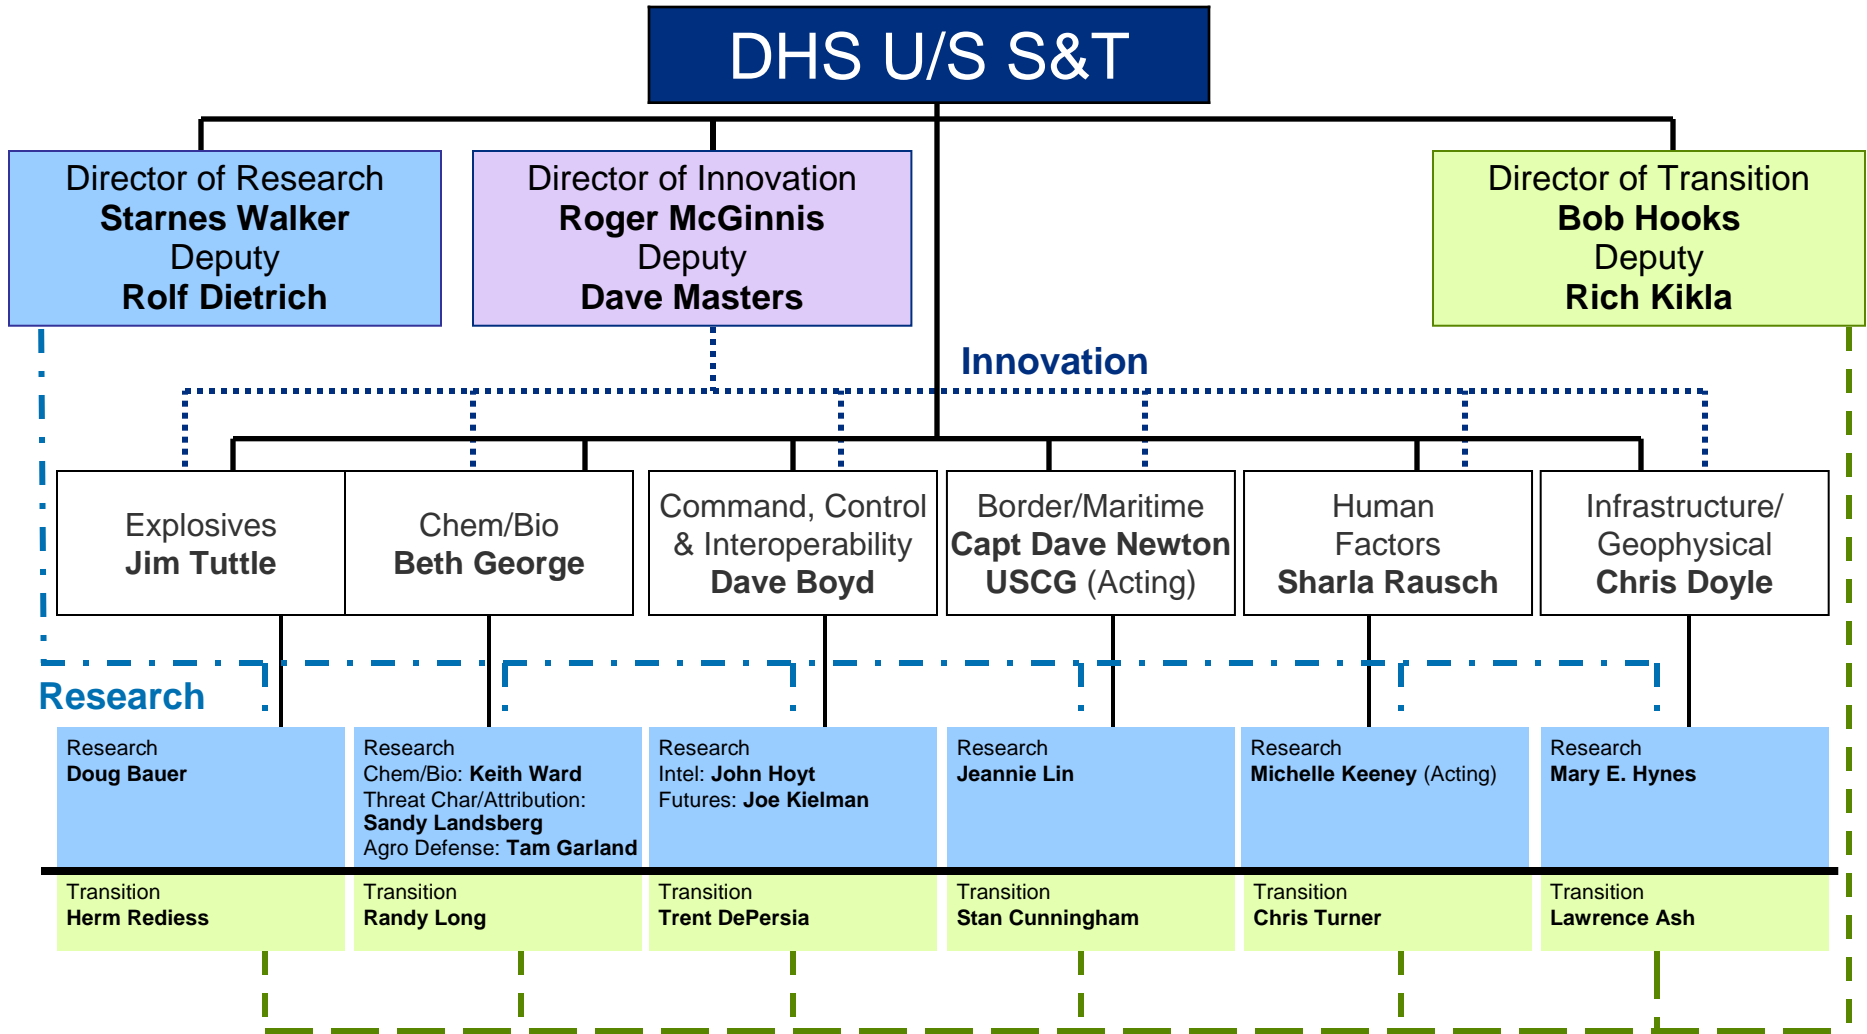 DHS U/S S&T
Director of Research
Starnes Walker
Deputy
Rolf Dietrich
Director of Innovation
Roger McGinnis
Deputy
Dave Masters
Director of Transition
Bob Hooks
Deputy
Rich Kikla
Innovation
Explosives
Jim Tuttle
Chem/Bio
Beth George
Command, Control
& Interoperability
Dave Boyd
Border/Maritime
Capt Dave Newton
USCG (Acting)
Human
Factors
Sharla Rausch
Infrastructure/
Geophysical
Chris Doyle
Research
Research
Doug Bauer
Research
Chem/Bio: Keith Ward
Threat Char/Attribution:
Sandy Landsberg
Agro Defense: Tam Garland
Research
Intel: John Hoyt
Futures: Joe Kielman
Research
Jeannie Lin
Research
Michelle Keeney (Acting)
Research
Mary E. Hynes
Transition
Herm Rediess
Transition
Randy Long
Transition
Trent DePersia
Transition
Stan Cunningham
Transition
Chris Turner
Transition
Lawrence Ash